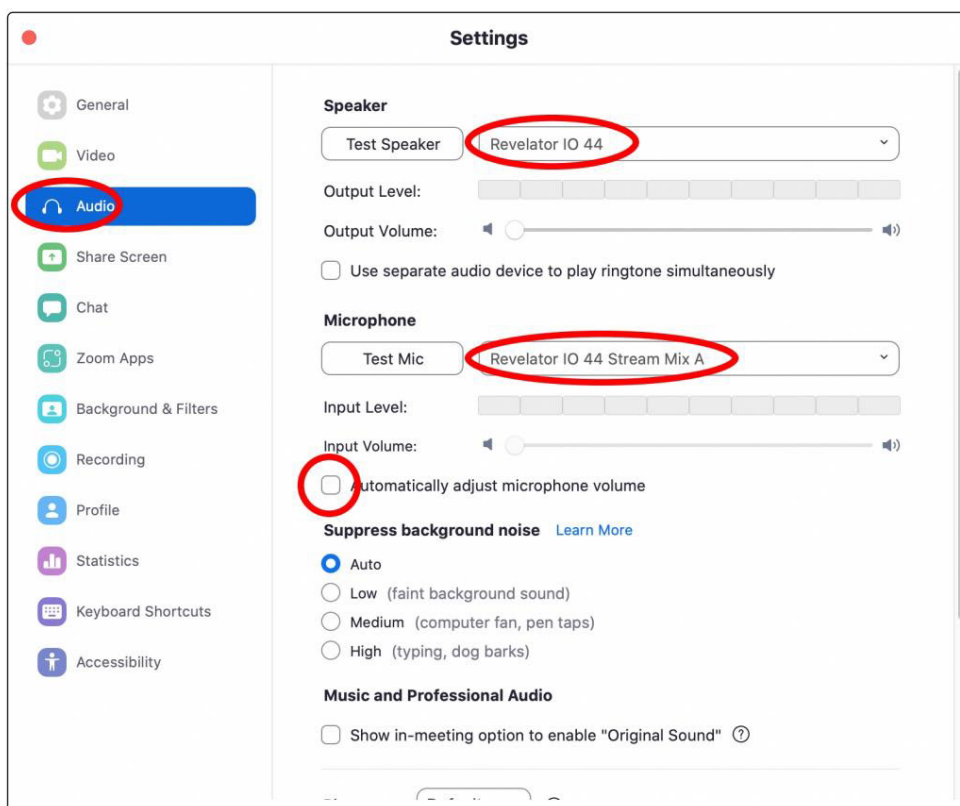 Settings
General
Video
Audio
Share Screen
Chat
Zoom Apps
Background & Filters
Recording
Profile
Statistics
Keyboard Shortcuts
Accessibility
Speaker
Test Speaker Revelator IO 44
Output Level:
Output Volume:
Use separate audio device to play ringtone simultaneously
Microphone
Test Mic Revelator IO 44 Stream Mix A
Input Level:
Input Volume:
Automatically adjust microphone volume
Suppress background noise Learn More
Auto
Low (faint background sound)
Medium (computer fan, pen taps)
High (typing, dog barks)
Music and Professional Audio
Show in-meeting option to enable "Original Sound" ?